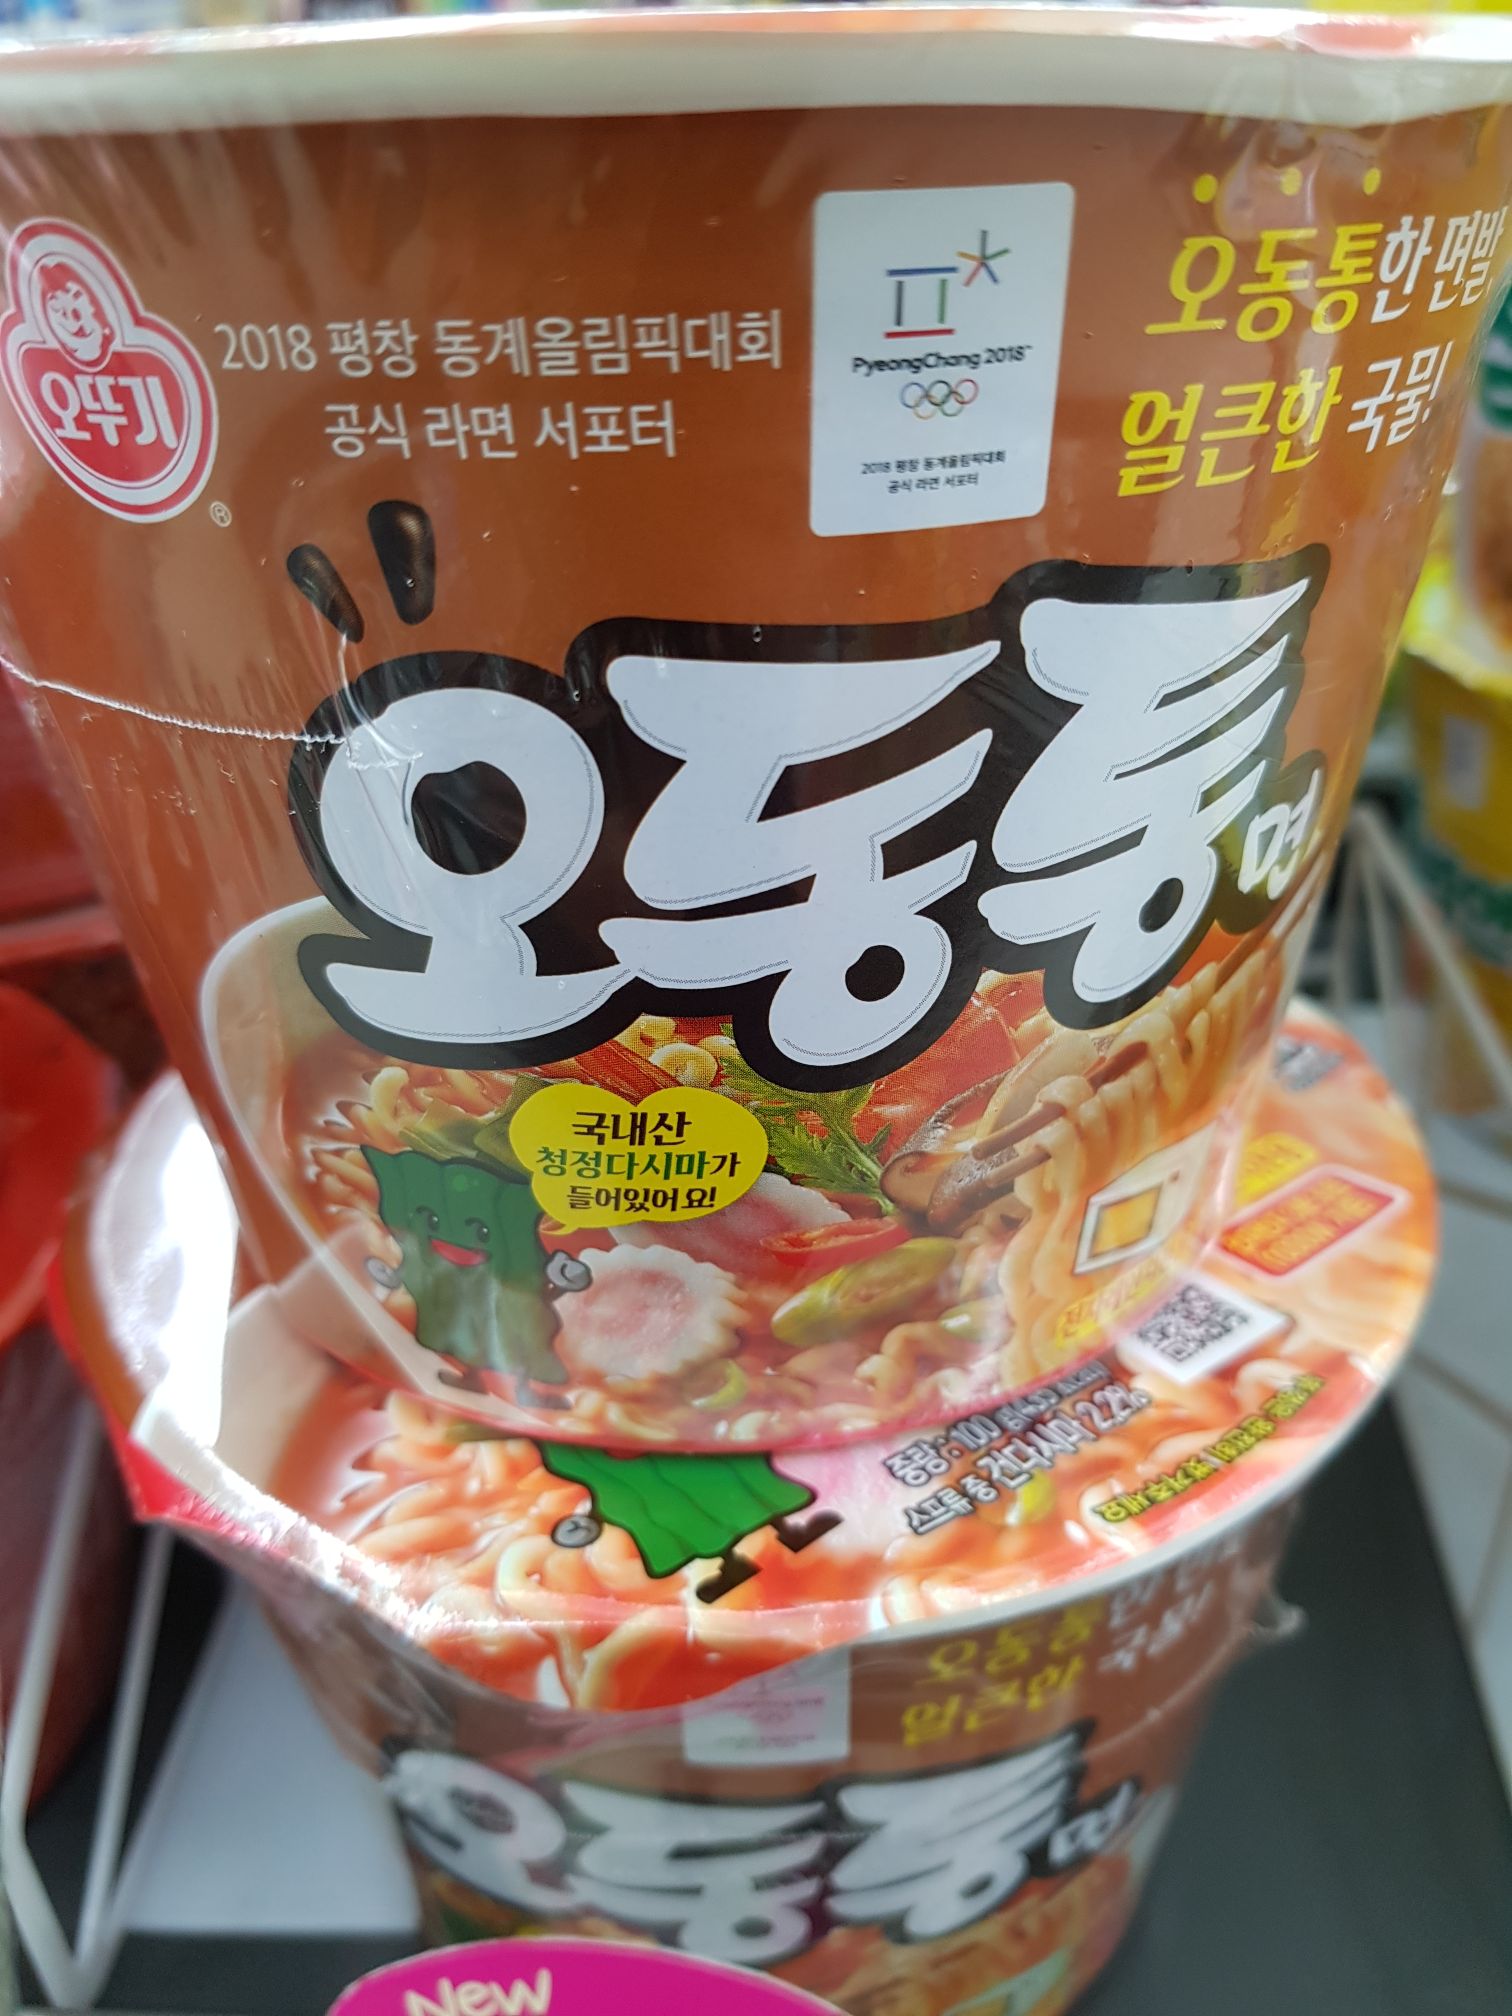 오뚜기
®
2018 평창 동계올림픽대회
공식 라면 서포터
PyeongChang 2018™
2018 평창 동계올림픽대회
공식 라면 서포터
오동통한 면발
얼큰한 국물!
오동통면
국내산
청정다시마가
들어있어요!
중량 : 100 g
스프류 중 건다시마 2.2%
오동통
얼큰한 국물!
오동통면
New